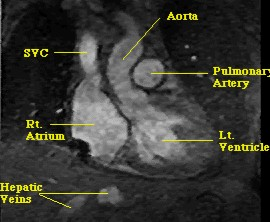 Aorta
SVC
Pulmonary
Artery
Rt.
Atrium
Lt.
Ventricle
Hepatic
Veins